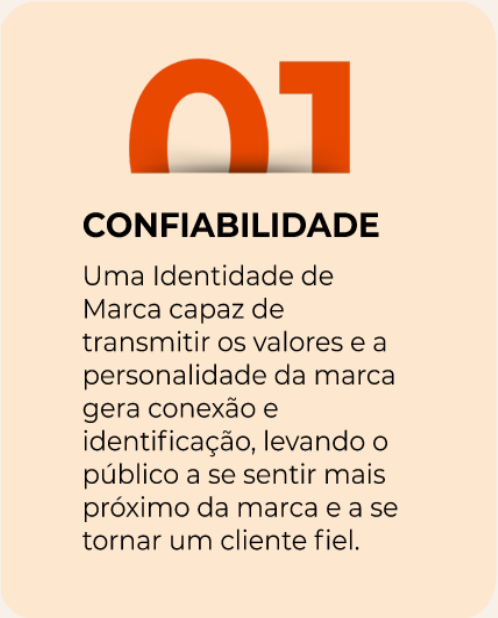 01
CONFIABILIDADE
Uma Identidade de
Marca capaz de
transmitir os valores e a
personalidade da marca
gera conexão e
identificação, levando o
público a se sentir mais
próximo da marca e a se
tornar um cliente fiel.